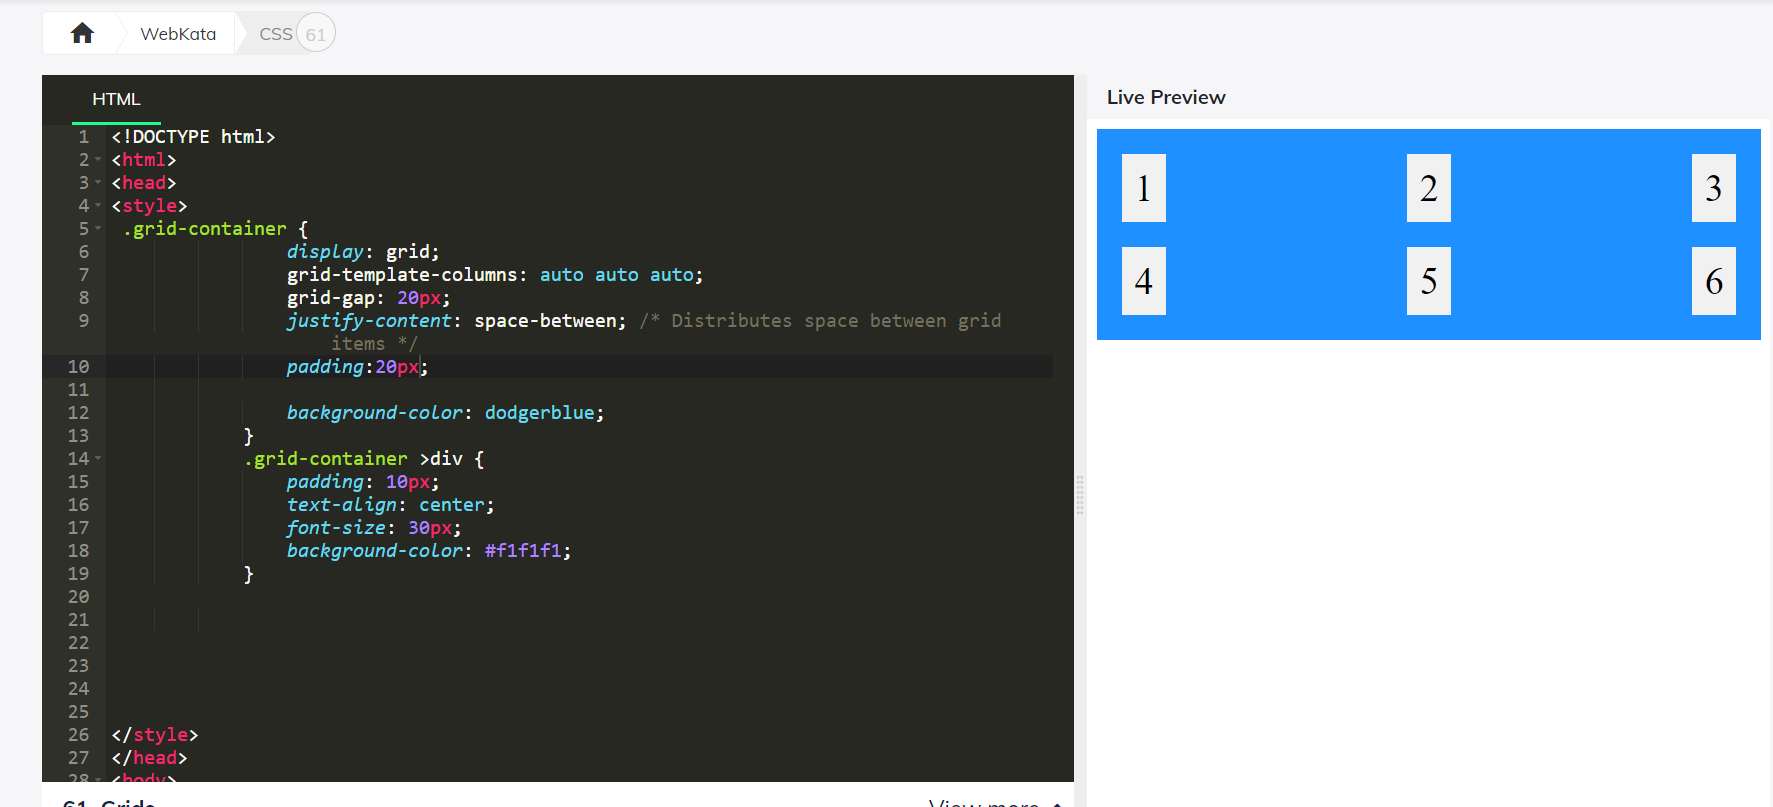 WebKata CSS 61
HTML
1 <!DOCTYPE html>
2 <html>
3 <head>
4 <style>
5 .grid-container {
6 display: grid;
7 grid-template-columns: auto auto auto;
8 grid-gap: 20px;
9 justify-content: space-between; /* Distributes space between grid
items */
10 padding:20px;
11
12 background-color: dodgerblue;
13 }
14 .grid-container >div {
15 padding: 10px;
16 text-align: center;
17 font-size: 30px;
18 background-color: #f1f1f1;
19 }
20
21
22
23
24
25
26 </style>
27 </head>
28 <body>
61. Grids
View more
Live Preview
1 2 3
4 5 6